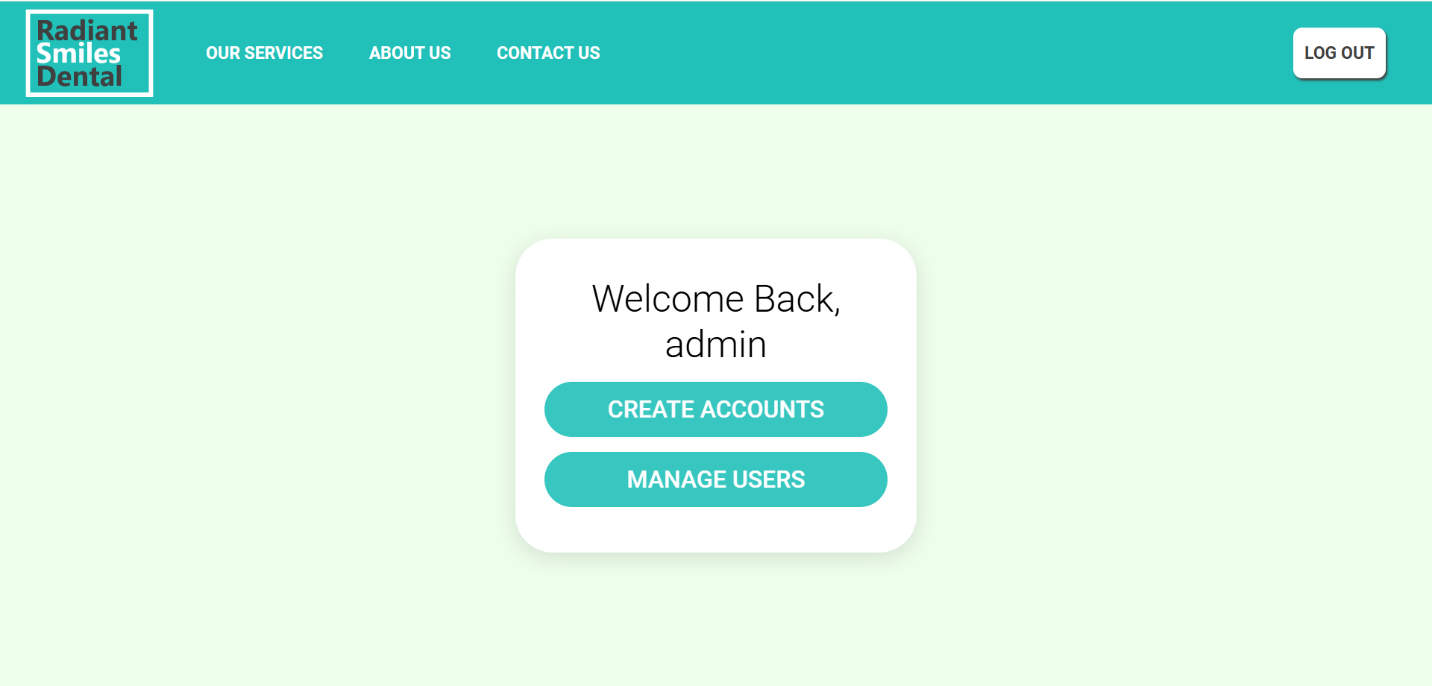 Radiant
Smiles
Dental
OUR SERVICES
ABOUT US
CONTACT US
LOG OUT
Welcome Back,
admin
CREATE ACCOUNTS
MANAGE USERS